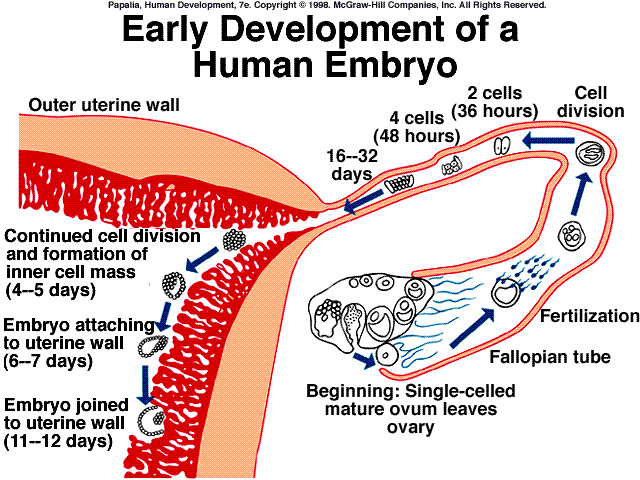 Papalia, Human Development, 7e. Copyright © 1998. McGraw-Hill Companies, Inc. All Rights Reserved.
Early Development of a
Human Embryo
Outer uterine wall
2 cells
(36 hours)
Cell
division
4 cells
(48 hours)
16--32
days
Continued cell division
and formation of
inner cell mass
(4--5 days)
Embryo attaching
to uterine wall
(6--7 days)
Embryo joined
to uterine wall
(11--12 days)
Fertilization
Fallopian tube
Beginning: Single-celled
mature ovum leaves
ovary